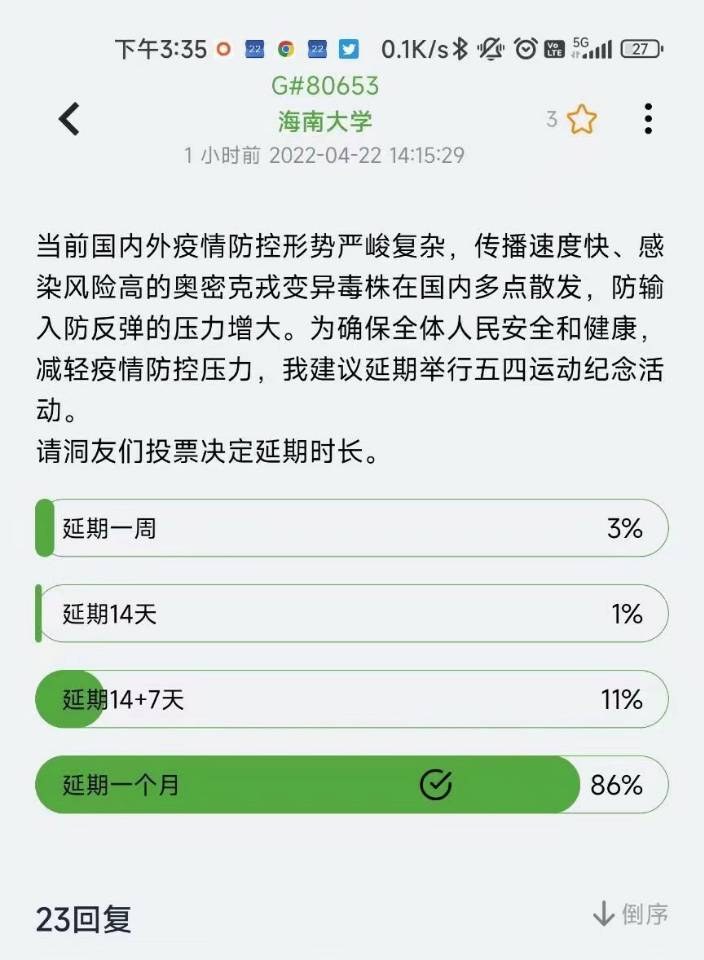 下午3:35 22 22 0.1K/s Vo LTE 5G 27
G#80653
海南大学
3
1 小时前 2022-04-22 14:15:29
当前国内外疫情防控形势严峻复杂，传播速度快、感
染风险高的奥密克戎变异毒株在国内多点散发，防输
入防反弹的压力增大。为确保全体人民安全和健康，
减轻疫情防控压力，我建议延期举行五四运动纪念活
动。
请洞友们投票决定延期时长。
延期一周 3%
延期14天 1%
延期14+7天 11%
延期一个月 86%
23回复 倒序